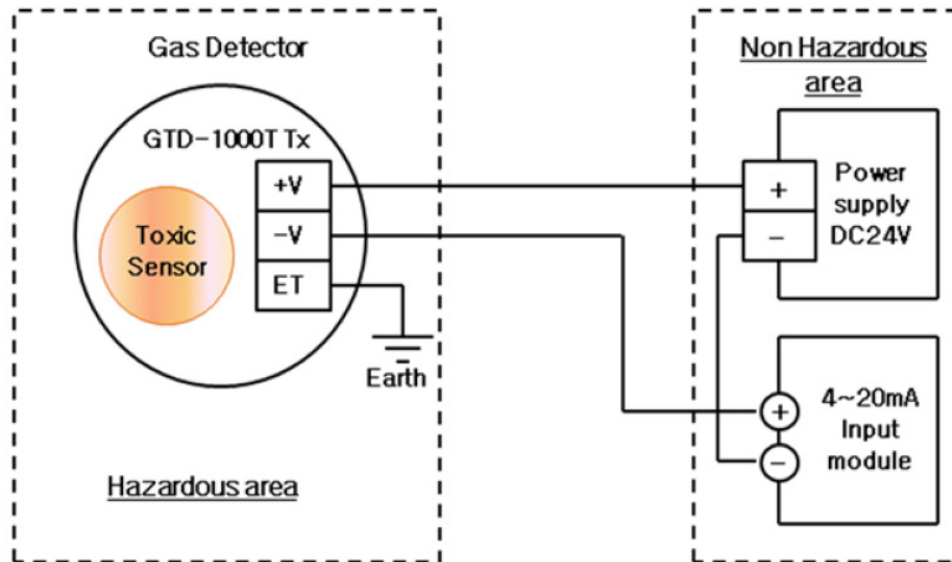 Gas Detector
GTD-1000T Tx
Toxic
Sensor
+V
-V
ET
Earth
Hazardous area
Non Hazardous
area
+
-
Power
supply
DC24V
+
-
4~20mA
Input
module